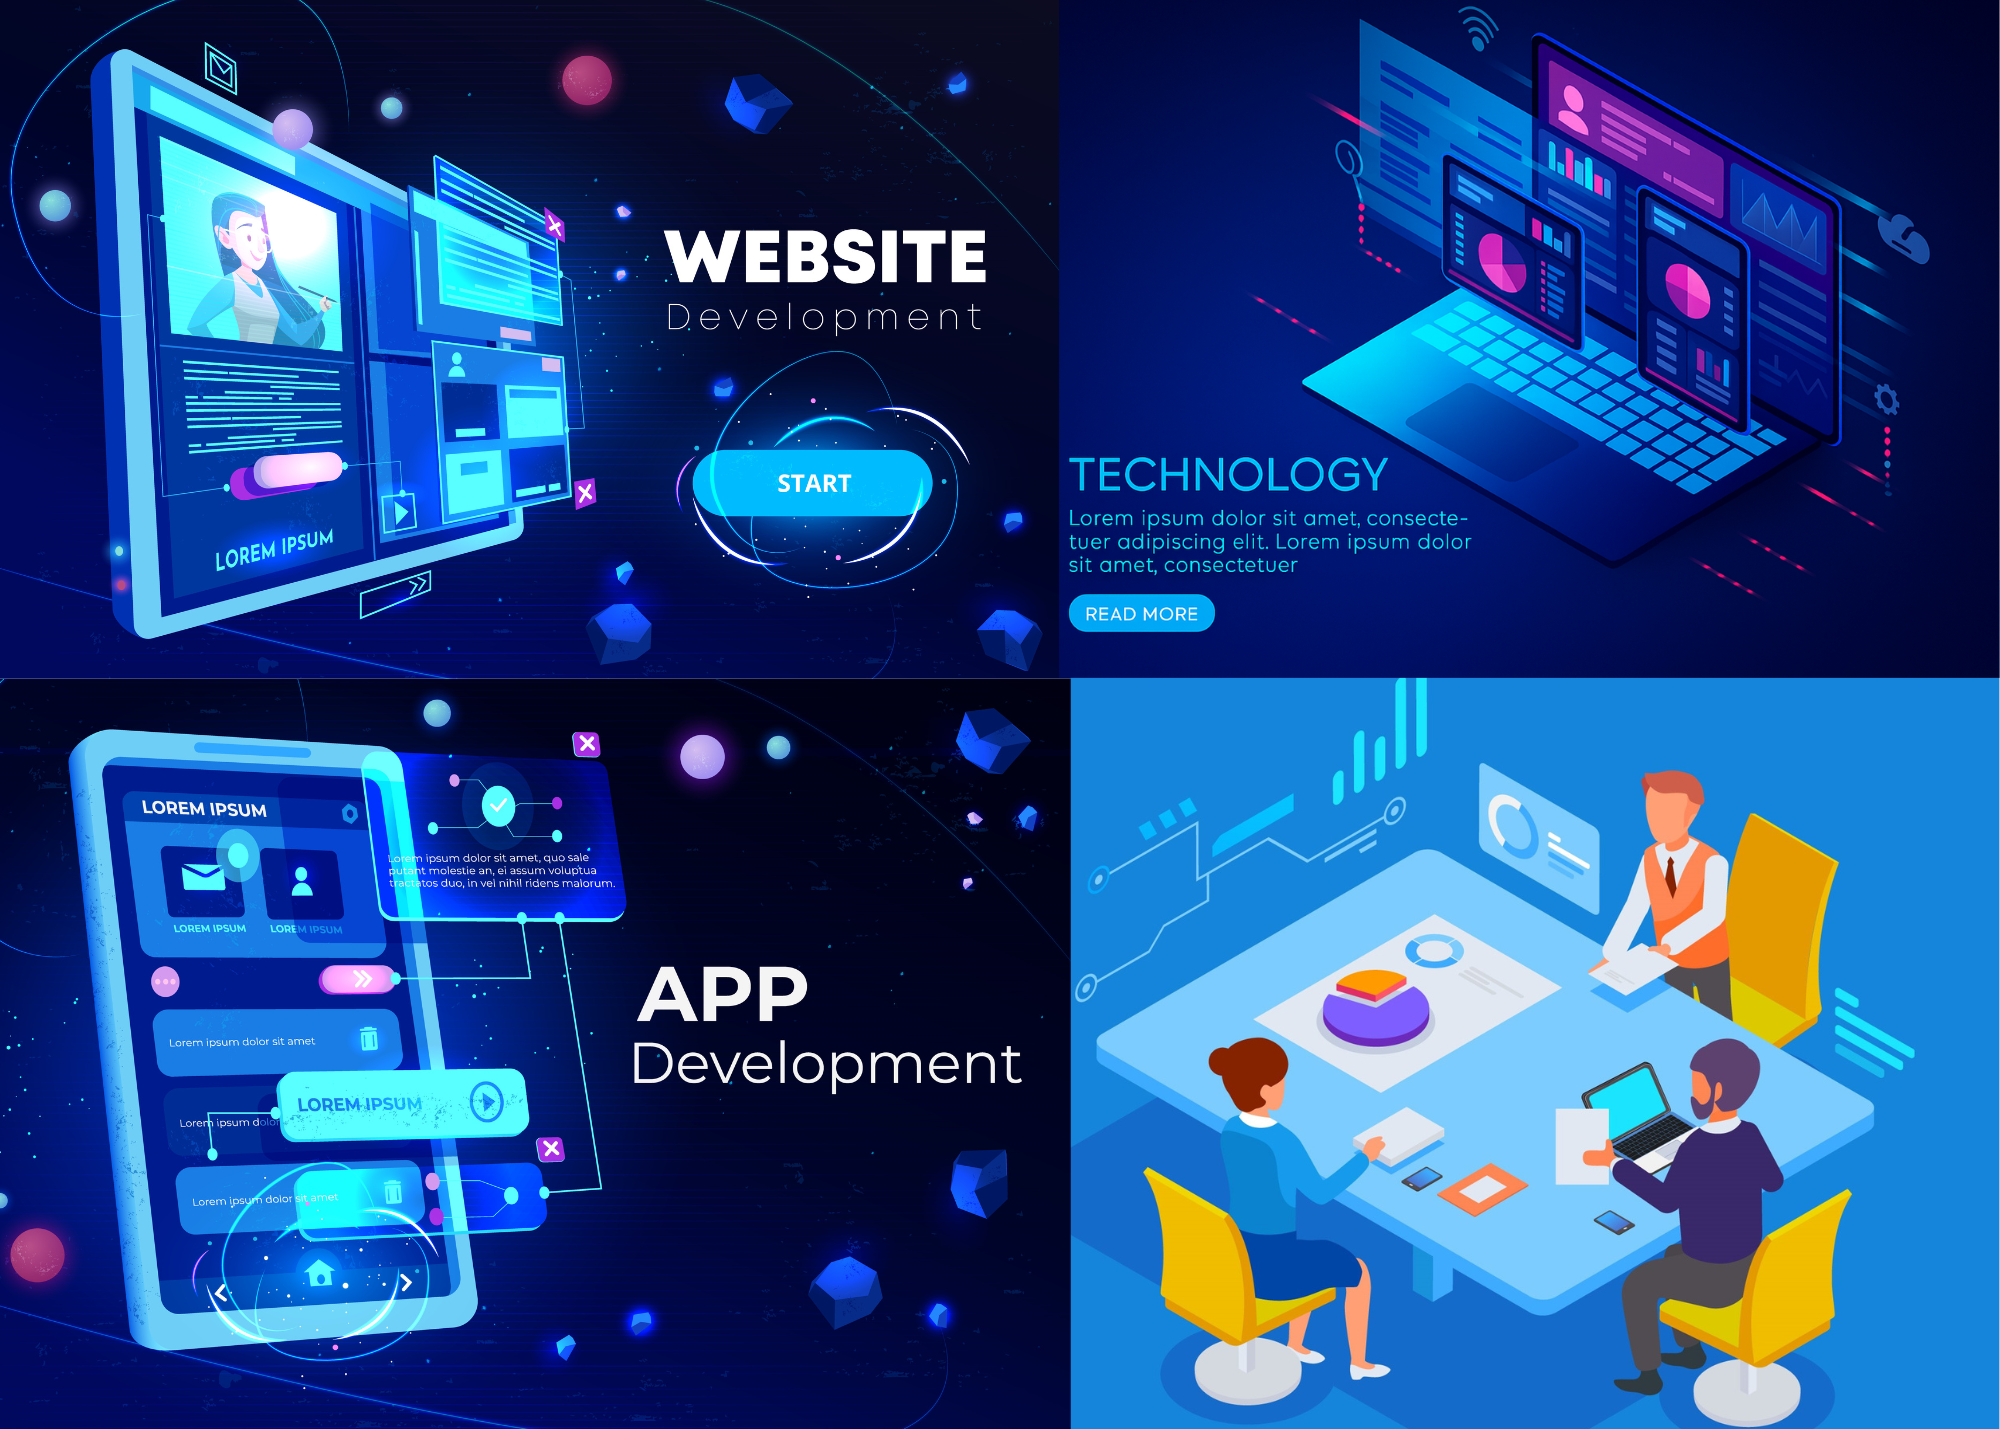 WEBSITE
Development
START
LOREM IPSUM
TECHNOLOGY
Lorem ipsum dolor sit amet, consecte-
tuer adipiscing elit. Lorem ipsum dolor
sit amet, consectetuer
READ MORE
LOREM IPSUM
LOREM IPSUM
LOREM IPSUM
Lorem ipsum dolor sit amet, quo sale
putant molestie an, ei assum voluptua
tractatos duo, in vei nihil ridens malorum.
Lorem ipsum dolor sit amet
LOREM IPSUM
Lorem ipsum dolor
Lorem ipsum dolor sit amet
APP
Development